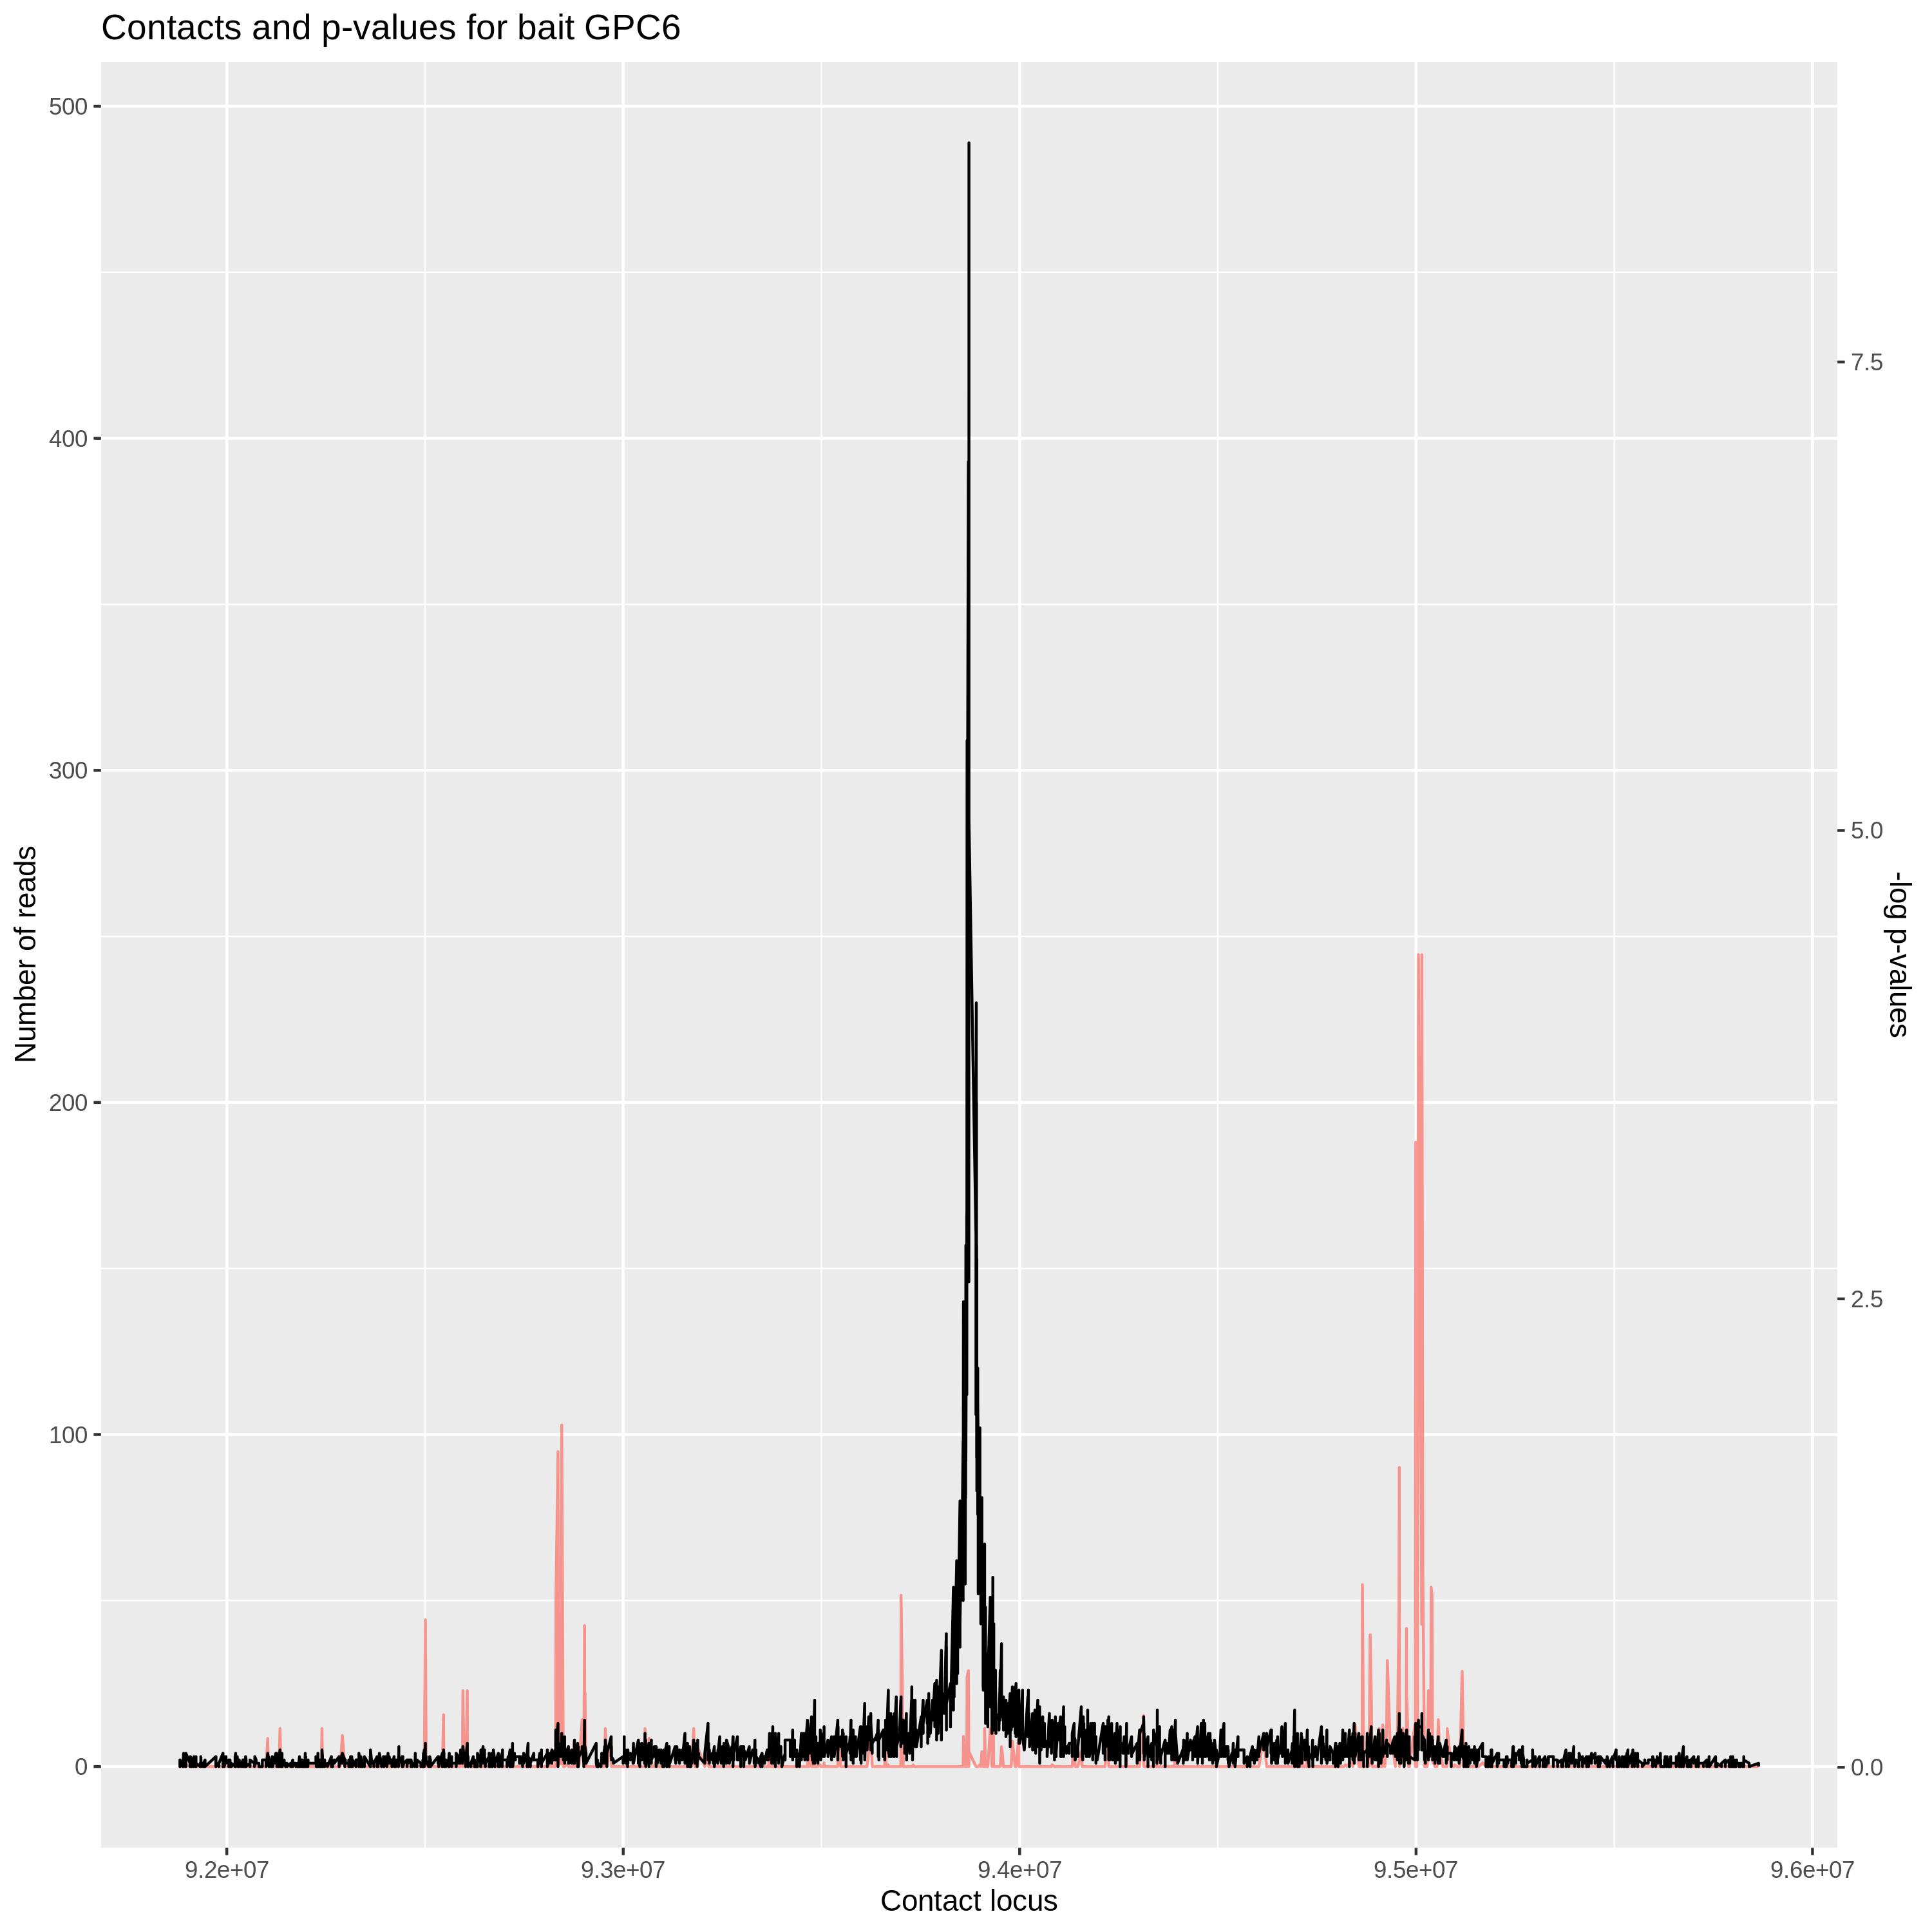 Contacts and p-values for bait GPC6
500
400
300
200
100
0
Number of reads
7.5
5.0
2.5
0.0
-log p-values
9.2e+07
9.3e+07
9.4e+07
9.5e+07
9.6e+07
Contact locus